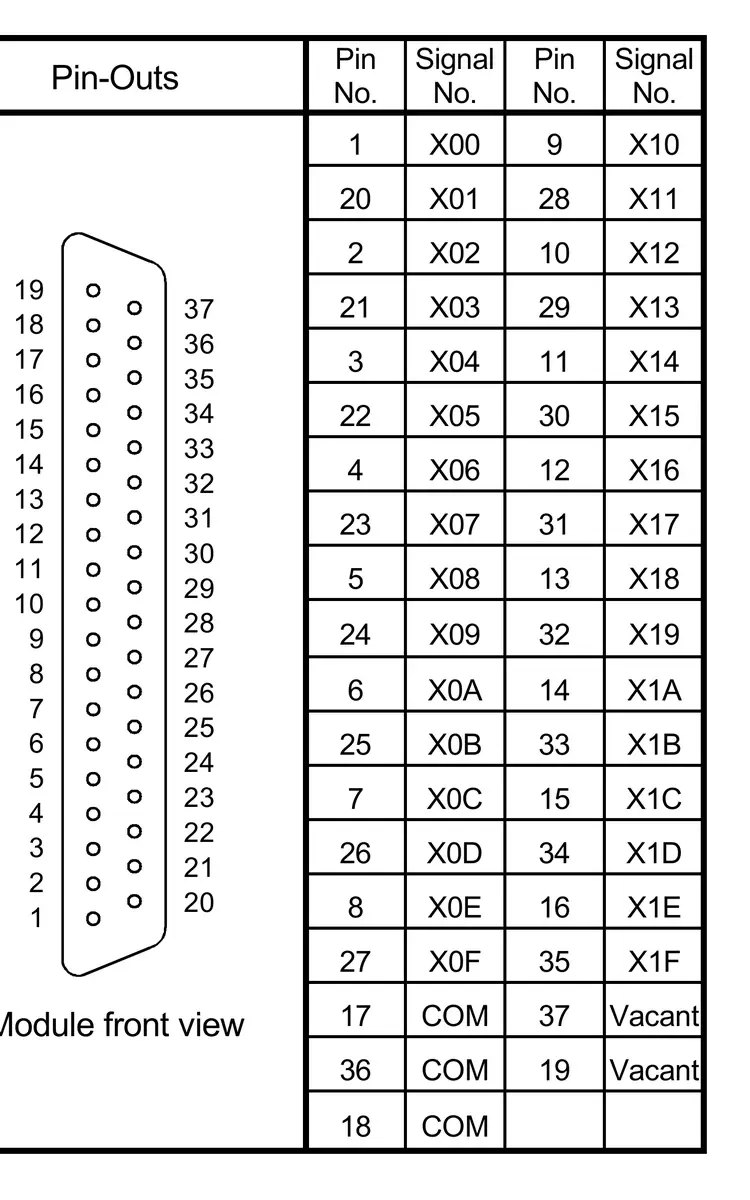 Pin-Outs
Pin No. Signal No. Pin No. Signal No.
1 X00 9 X10
20 X01 28 X11
2 X02 10 X12
21 X03 29 X13
3 X04 11 X14
22 X05 30 X15
4 X06 12 X16
23 X07 31 X17
5 X08 13 X18
24 X09 32 X19
6 X0A 14 X1A
25 X0B 33 X1B
7 X0C 15 X1C
26 X0D 34 X1D
8 X0E 16 X1E
27 X0F 35 X1F
17 COM 37 Vacant
36 COM 19 Vacant
18 COM
19
37
18
36
17
35
16
34
15
33
14
32
13
31
12
30
11
29
10
28
9
27
8
26
7
25
6
24
5
23
4
22
3
21
2
20
1
Module front view